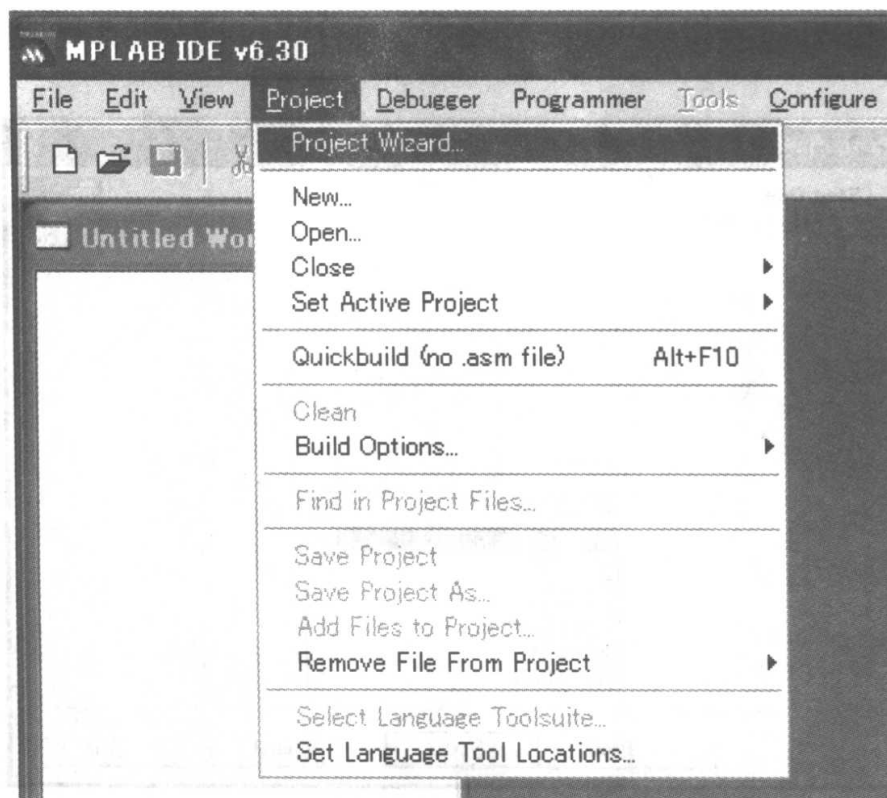 MPLAB IDE v6.30
File Edit View Project Debugger Programmer Tools Configure
Project Wizard...
Untitled Wor
New...
Open...
Close
Set Active Project
Quickbuild (no .asm file) Alt+F10
Clean
Build Options...
Find in Project Files...
Save Project
Save Project As...
Add Files to Project...
Remove File From Project
Select Language Toolsuite...
Set Language Tool Locations...